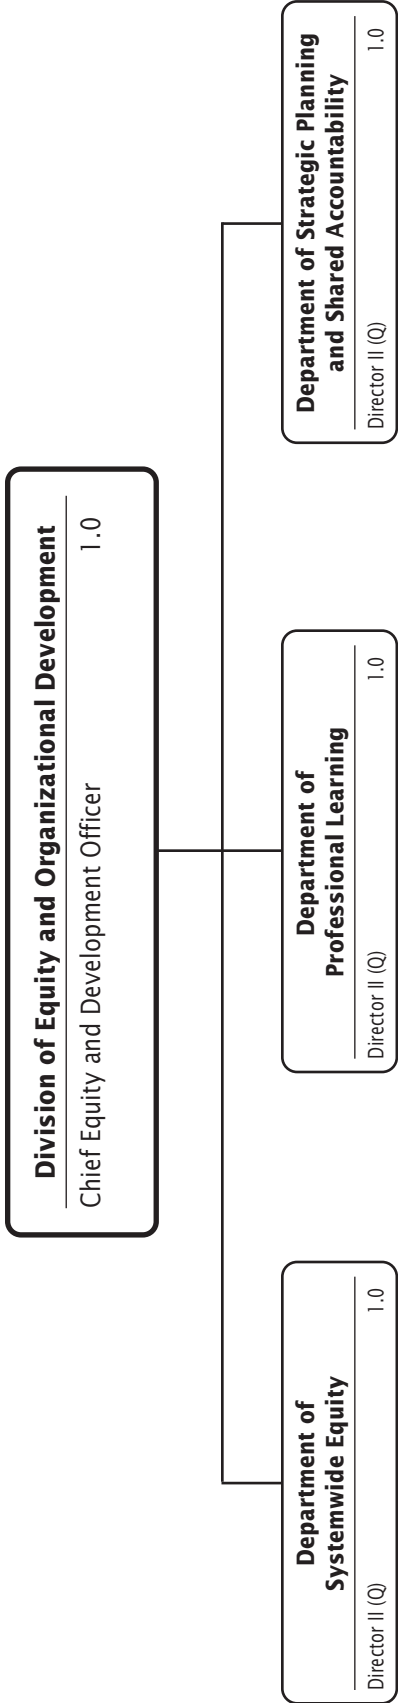 Division of Equity and Organizational Development
Chief Equity and Development Officer 1.0
Department of
Systemwide Equity
Director II (Q) 1.0
Department of
Professional Learning
Director II (Q) 1.0
Department of Strategic Planning
and Shared Accountability
Director II (Q) 1.0